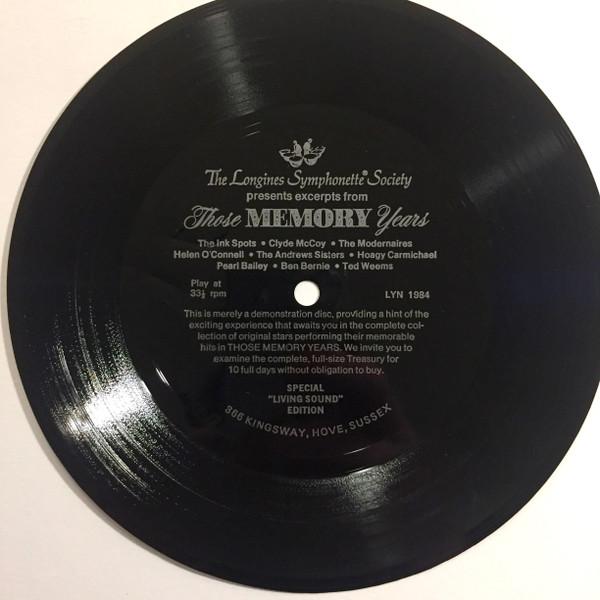 The Longines Symphonette® Society
presents excerpts from
Those MEMORY Years
The Ink Spots • Clyde McCoy • The Modernaires
Helen O'Connell • The Andrews Sisters • Hoagy Carmichael
Pearl Bailey • Ben Bernie • Ted Weems
Play at
33⅓ rpm
LYN 1984
This is merely a demonstration disc, providing a hint of the
exciting experience that awaits you in the complete col-
lection of original stars performing their memorable
hits in THOSE MEMORY YEARS. We invite you to
examine the complete, full-size Treasury for
10 full days without obligation to buy.
SPECIAL
"LIVING SOUND"
EDITION
366 KINGSWAY, HOVE, SUSSEX